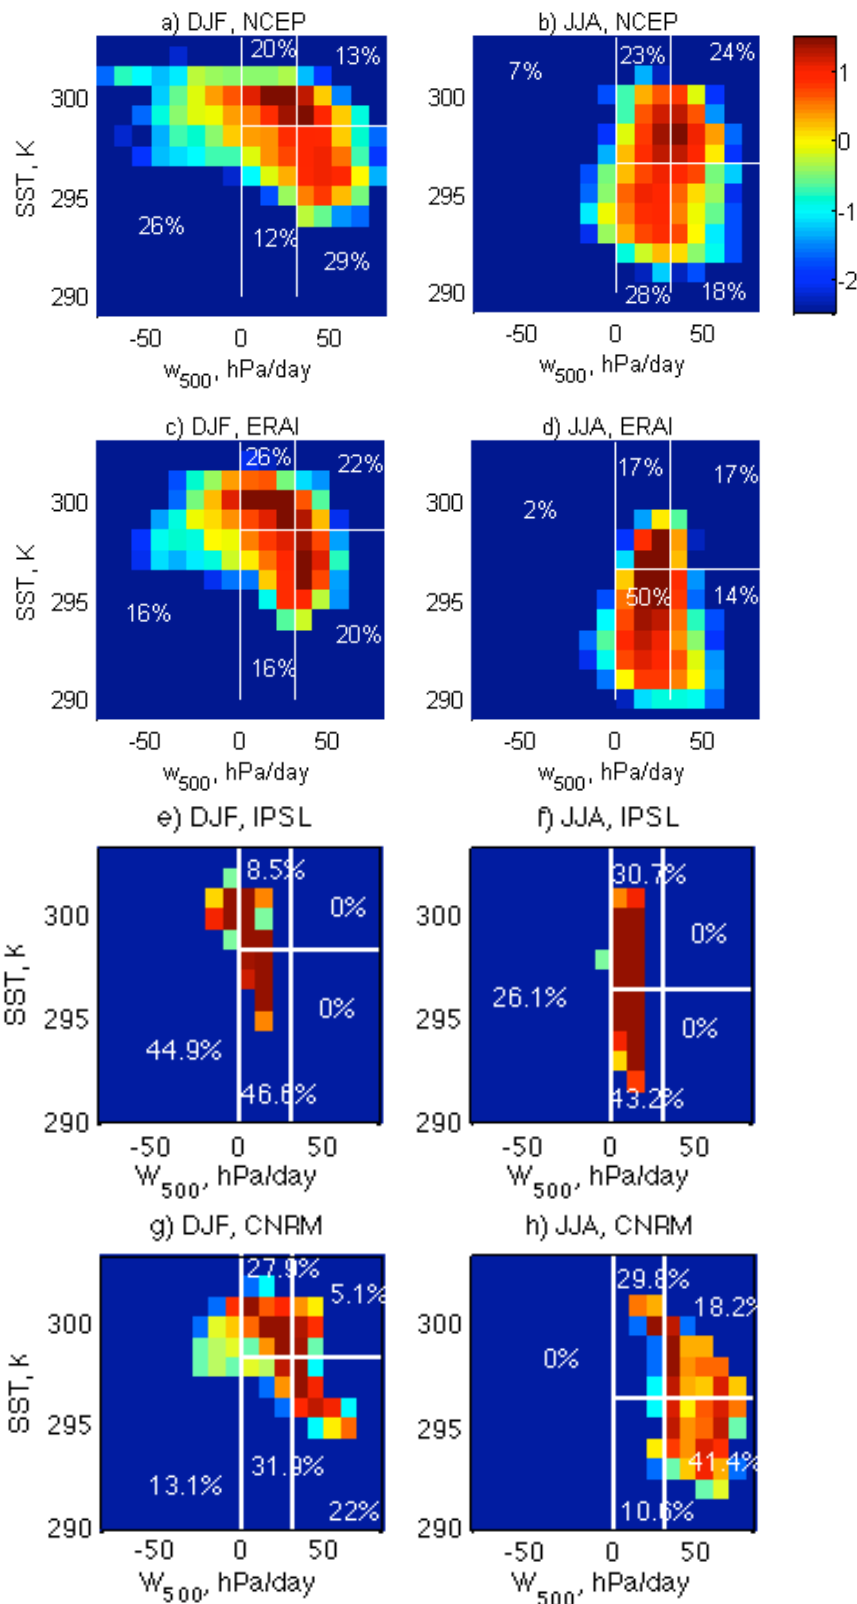 a) DJF, NCEP
b) JJA, NCEP
20%
13%
23%
24%
7%
1
300
300
0
SST, K
295
295
-1
26%
12%
29%
-2
290
290
28%
18%
-50 0 50
-50 0 50
w500, hPa/day
w500, hPa/day
c) DJF, ERAI
d) JJA, ERAI
26%
22%
17%
17%
300
300
2%
SST, K
295
295
50%
14%
16%
20%
16%
290
290
-50 0 50
-50 0 50
w500, hPa/day
w500, hPa/day
e) DJF, IPSL
f) JJA, IPSL
8.5%
30.7%
300
0%
300
0%
SST, K
26.1%
295
0%
295
0%
44.9%
46.6%
43.2%
290
290
-50 0 50
-50 0 50
W500, hPa/day
W500, hPa/day
g) DJF, CNRM
h) JJA, CNRM
27.9%
5.1%
29.8%
18.2%
300
300
0%
SST, K
295
295
31.9%
41.4%
13.1%
22%
10.6%
290
290
-50 0 50
-50 0 50
W500, hPa/day
W500, hPa/day